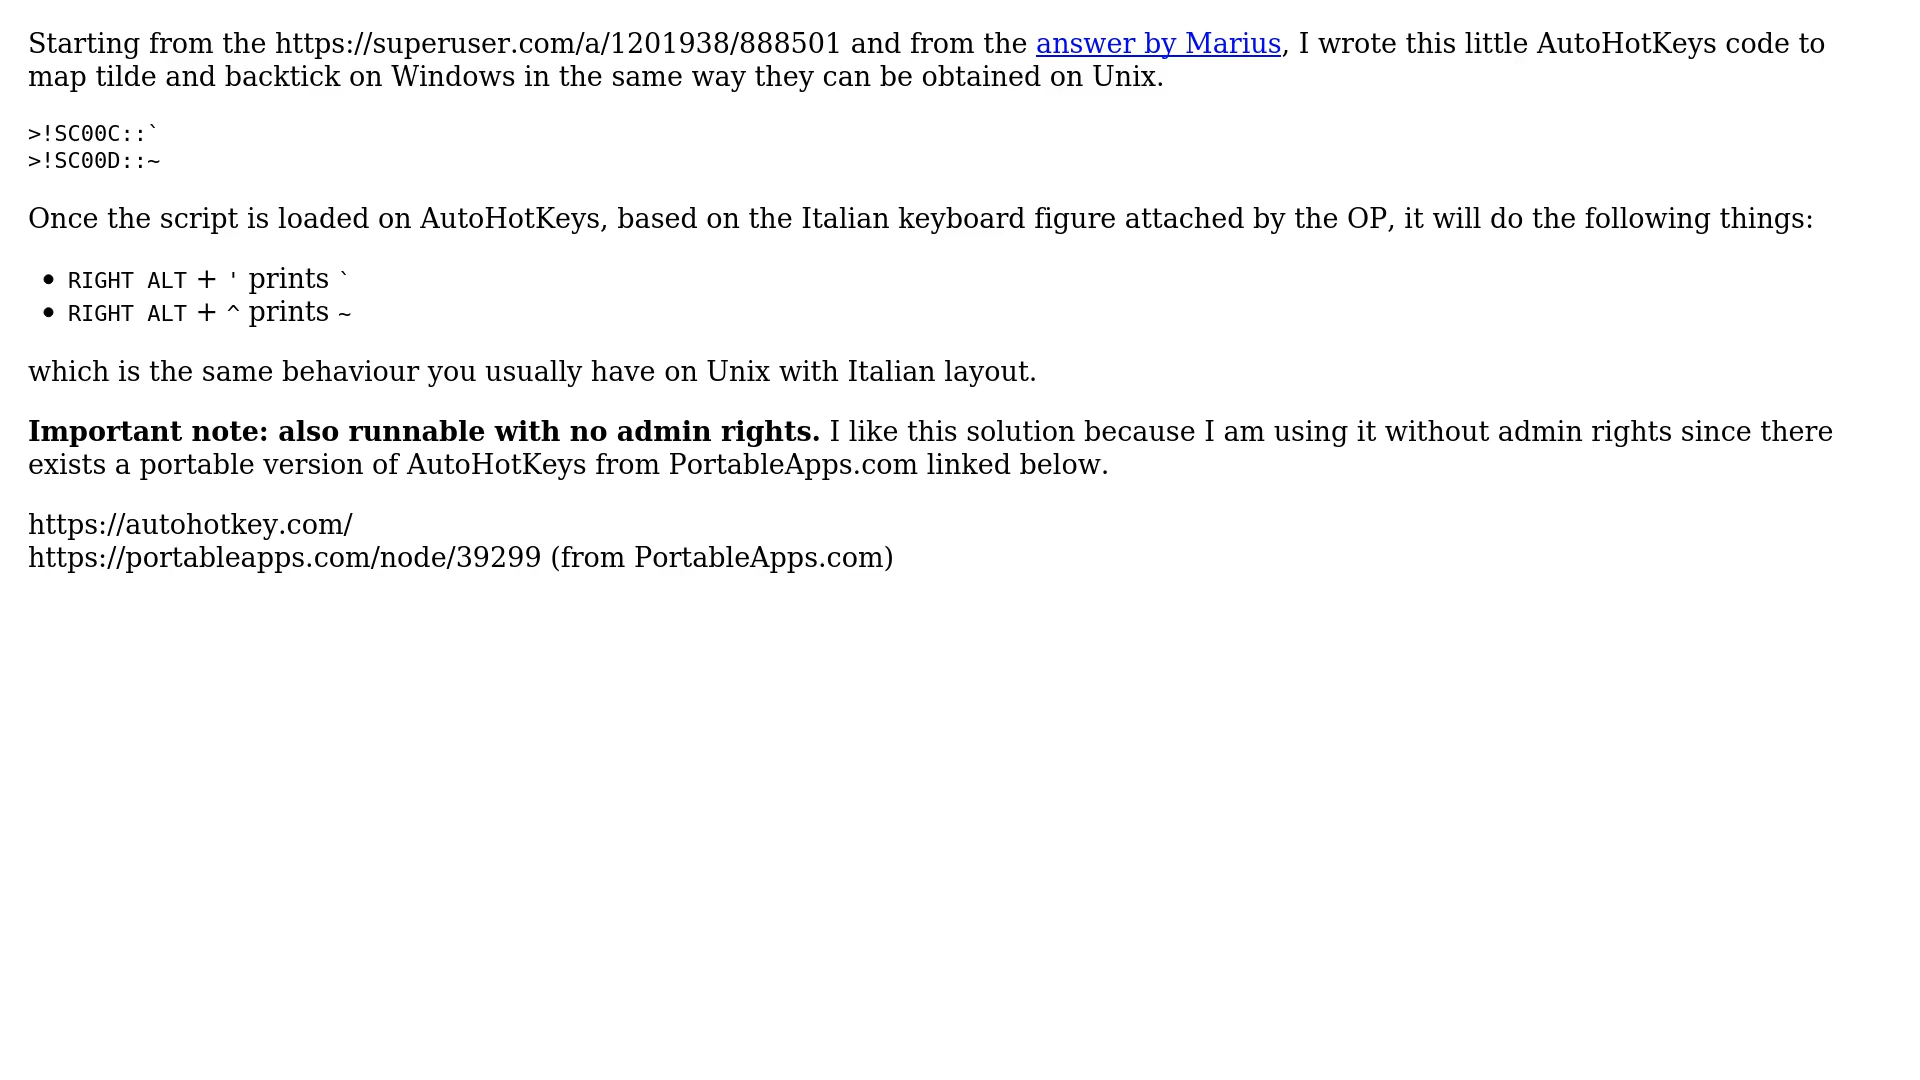 Starting from the https://superuser.com/a/1201938/888501 and from the answer by Marius, I wrote this little AutoHotKeys code to
map tilde and backtick on Windows in the same way they can be obtained on Unix.
>!SC00C::`
>!SC00D::~
Once the script is loaded on AutoHotKeys, based on the Italian keyboard figure attached by the OP, it will do the following things:
• RIGHT ALT + ' prints `
• RIGHT ALT + ^ prints ~
which is the same behaviour you usually have on Unix with Italian layout.
Important note: also runnable with no admin rights. I like this solution because I am using it without admin rights since there
exists a portable version of AutoHotKeys from PortableApps.com linked below.
https://autohotkey.com/
https://portableapps.com/node/39299 (from PortableApps.com)